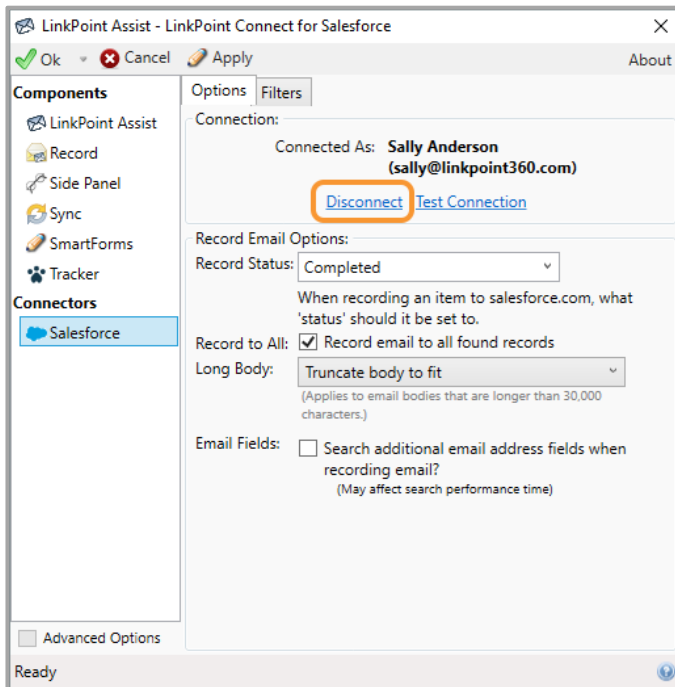 LinkPoint Assist - LinkPoint Connect for Salesforce
Ok Cancel Apply About
Components
LinkPoint Assist
Record
Side Panel
Sync
SmartForms
Tracker
Connectors
Salesforce
Advanced Options
Options Filters
Connection:
Connected As: Sally Anderson
(sally@linkpoint360.com)
Disconnect Test Connection
Record Email Options:
Record Status: Completed
When recording an item to salesforce.com, what
'status' should it be set to.
Record to All: Record email to all found records
Long Body: Truncate body to fit
(Applies to email bodies that are longer than 30,000
characters.)
Email Fields: Search additional email address fields when
recording email?
(May affect search performance time)
Ready